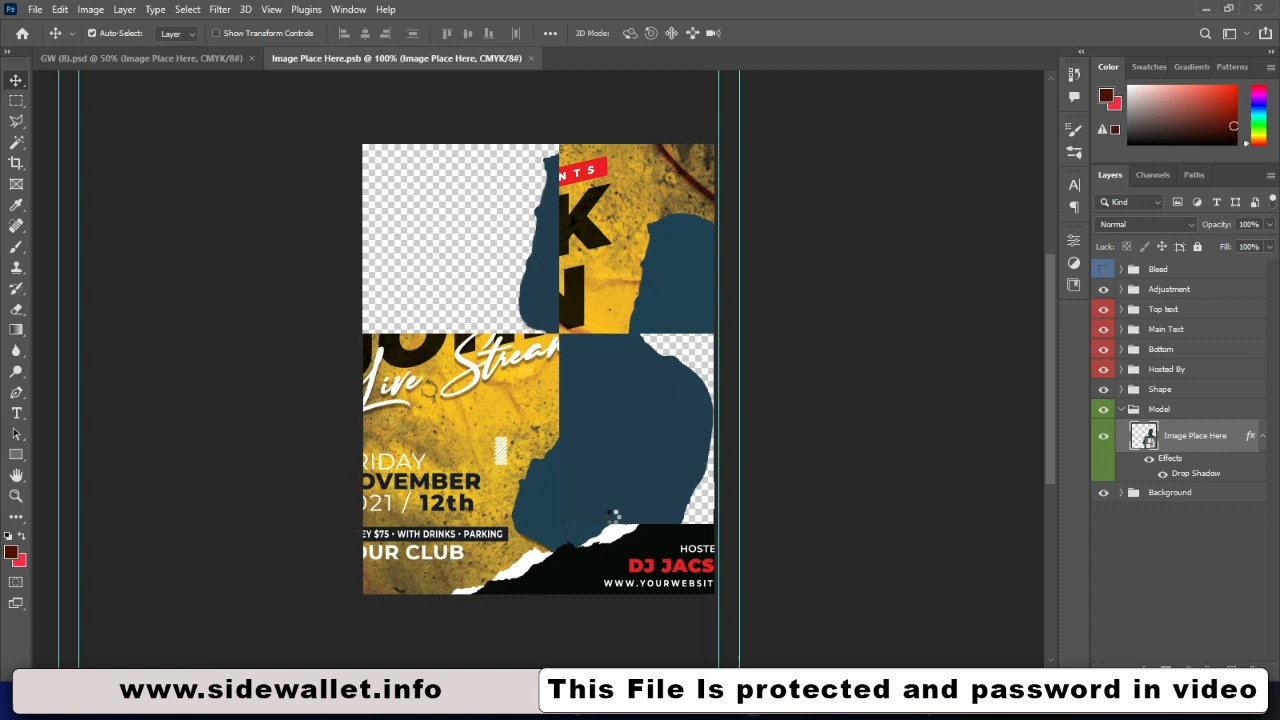 Ps File Edit Image Layer Type Select Filter 3D View Plugins Window Help
Auto-Select: Layer Show Transform Controls 3D Mode:
GW (8).psd @ 50% (Image Place Here, CMYK/8#) × Image Place Here.psb @ 100% (Image Place Here, CMYK/8#) ×
Color Swatches Gradients Patterns
Layers Channels Paths
Kind
Normal Opacity: 100%
Lock: Fill: 100%
Bleed
Adjustment
Top text
Main Text
Bottom
Hosted By
Shape
Model
Image Place Here fx
Effects
Drop Shadow
Background
NTS
K
N
Live Stream
RIDAY
OVEMBER
021 / 12th
EY $75 • WITH DRINKS • PARKING
OUR CLUB
HOSTE
DJ JACS
WWW.YOURWEBSIT
www.sidewallet.info
This File Is protected and password in video